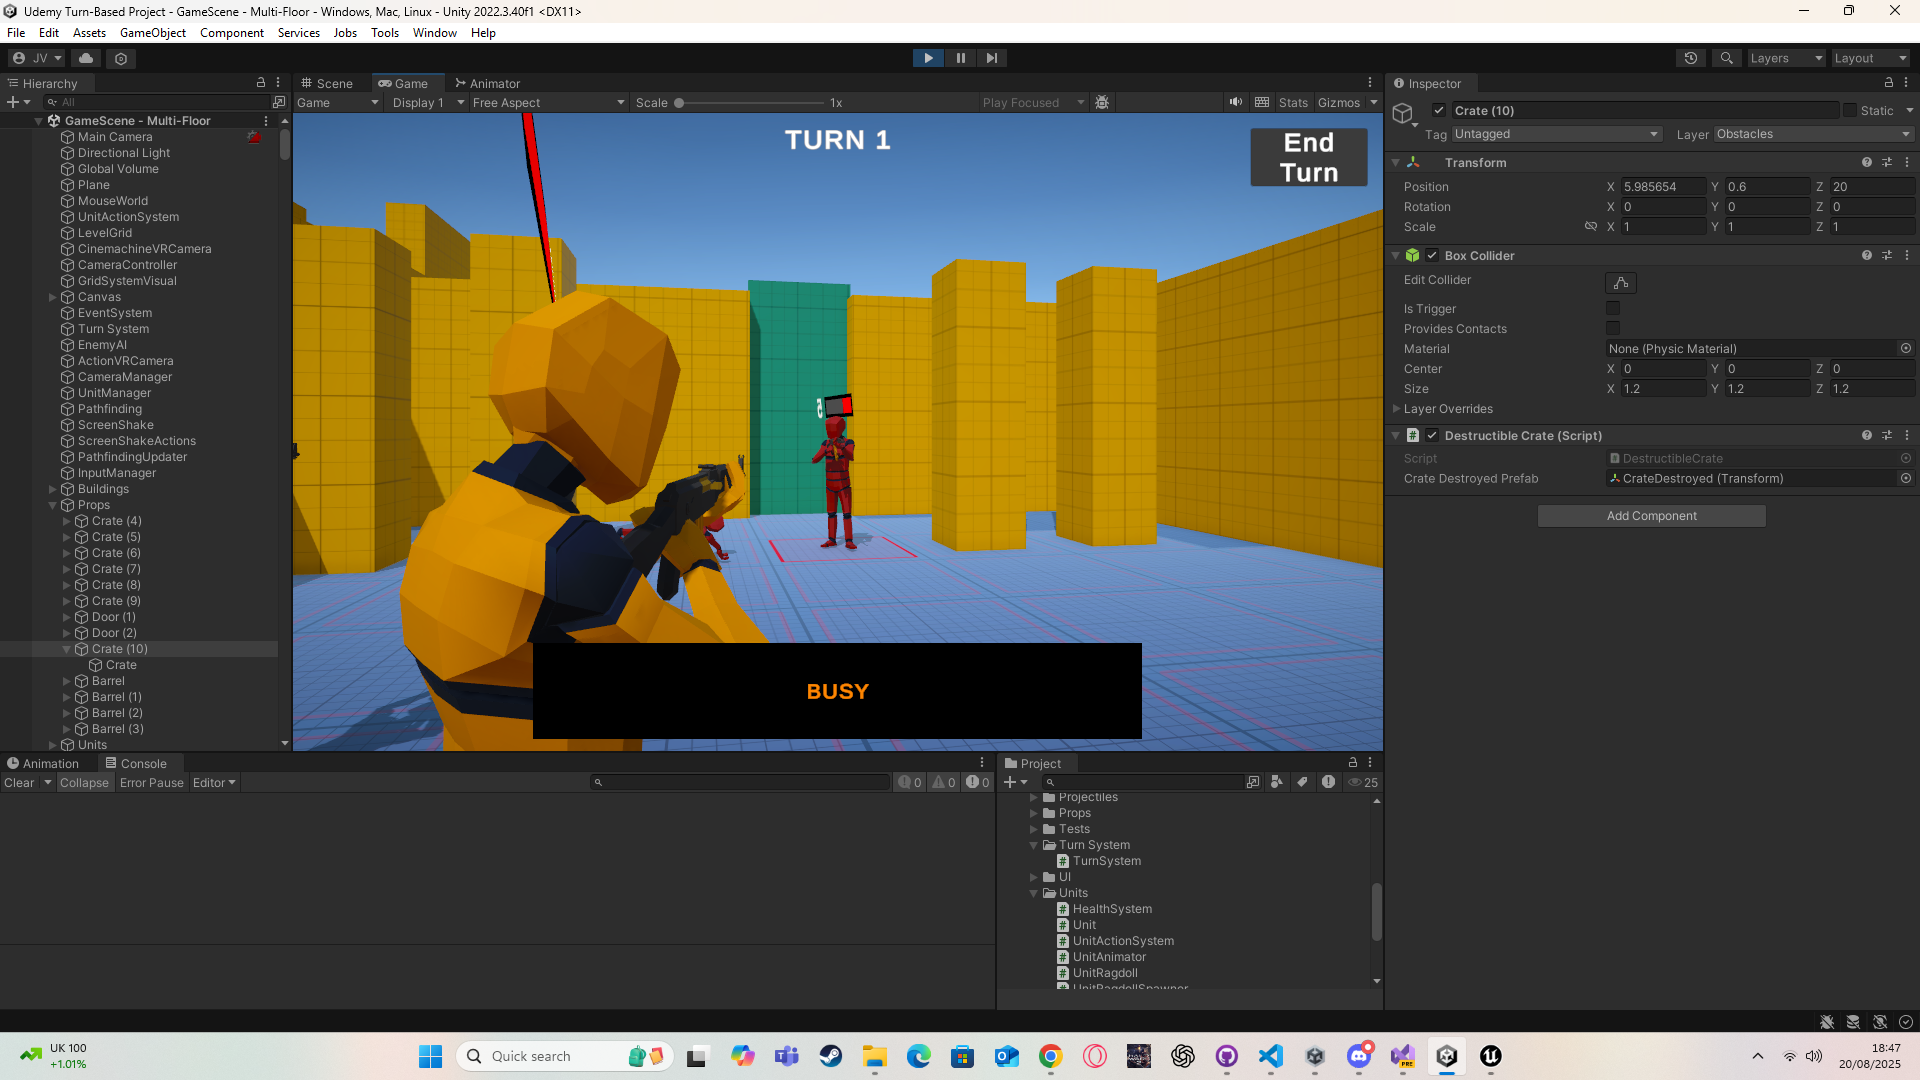 Udemy Turn-Based Project - GameScene - Multi-Floor - Windows, Mac, Linux - Unity 2022.3.40f1 <DX11>
File Edit Assets GameObject Component Services Jobs Tools Window Help
JV
Layers
Layout
Hierarchy
All
GameScene - Multi-Floor
Main Camera
Directional Light
Global Volume
Plane
MouseWorld
UnitActionSystem
LevelGrid
CinemachineVRCamera
CameraController
GridSystemVisual
Canvas
EventSystem
Turn System
EnemyAI
ActionVRCamera
CameraManager
UnitManager
Pathfinding
ScreenShake
ScreenShakeActions
PathfindingUpdater
InputManager
Buildings
Props
Crate (4)
Crate (5)
Crate (6)
Crate (7)
Crate (8)
Crate (9)
Door (1)
Door (2)
Crate (10)
Crate
Barrel
Barrel (1)
Barrel (2)
Barrel (3)
Units
Scene Game Animator
Game Display 1 Free Aspect Scale 1x Play Focused Stats Gizmos
TURN 1
End
Turn
BUSY
Inspector
Crate (10) Static
Tag Untagged Layer Obstacles
Transform
Position X 5.985654 Y 0.6 Z 20
Rotation X 0 Y 0 Z 0
Scale X 1 Y 1 Z 1
Box Collider
Edit Collider
Is Trigger
Provides Contacts
Material None (Physic Material)
Center X 0 Y 0 Z 0
Size X 1.2 Y 1.2 Z 1.2
Layer Overrides
Destructible Crate (Script)
Script DestructibleCrate
Crate Destroyed Prefab CrateDestroyed (Transform)
Add Component
Animation Console
Clear Collapse Error Pause Editor 0 0 0
Project
25
Projectiles
Props
Tests
Turn System
TurnSystem
UI
Units
HealthSystem
Unit
UnitActionSystem
UnitAnimator
UnitRagdoll
UnitRagdollSpawner
UK 100
+1.01%
Quick search
PRE
18:47
20/08/2025